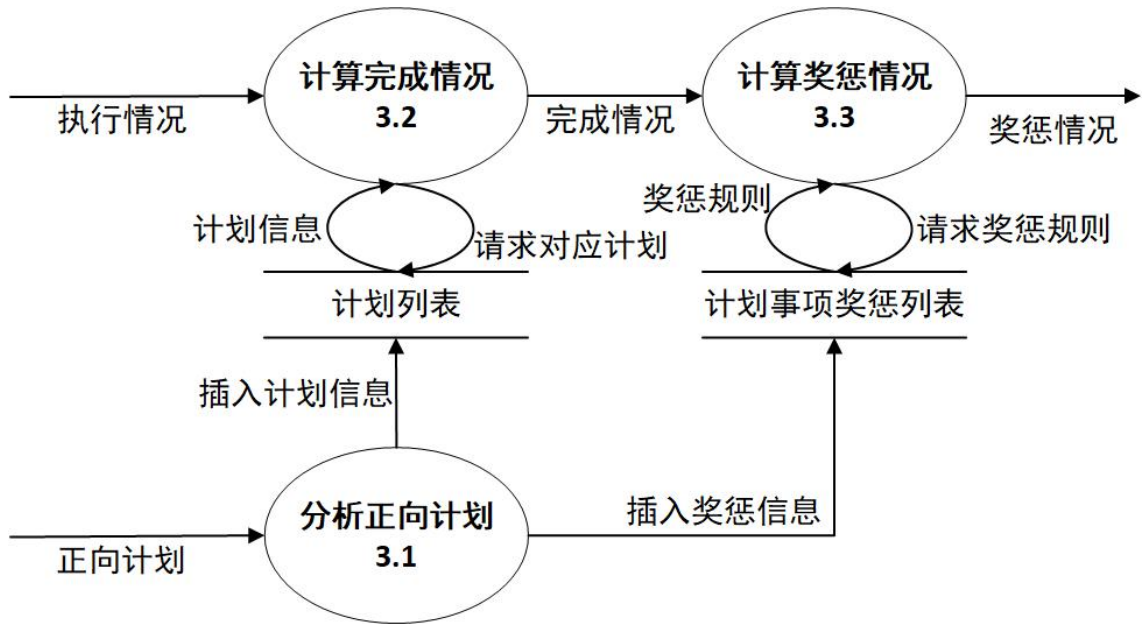 计算完成情况
3.2
计算奖惩情况
3.3
执行情况
完成情况
奖惩情况
计划信息
请求对应计划
奖惩规则
请求奖惩规则
计划列表
计划事项奖惩列表
插入计划信息
分析正向计划
3.1
插入奖惩信息
正向计划